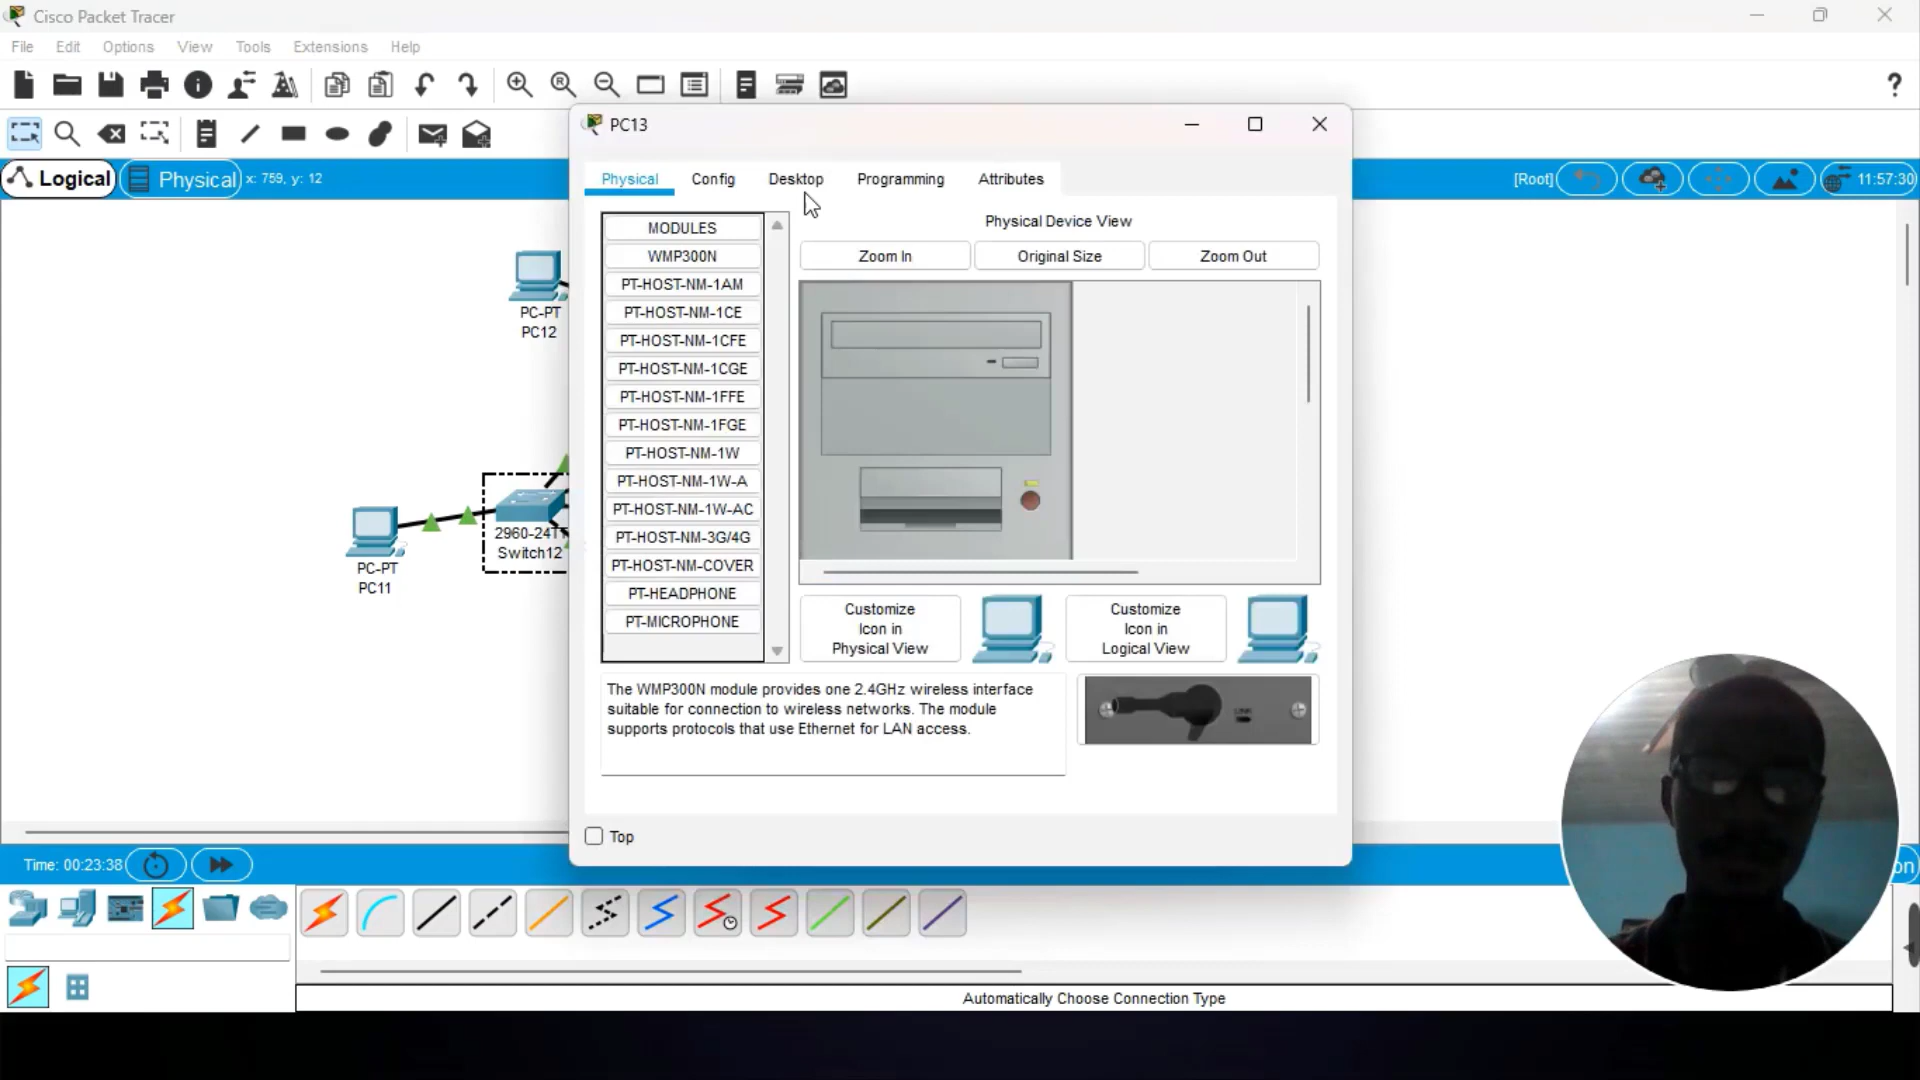 Cisco Packet Tracer
File Edit Options View Tools Extensions Help
?
Logical Physical x: 759, y: 12
[Root] 11:57:30
PC13
Physical Config Desktop Programming Attributes
MODULES
WMP300N
PT-HOST-NM-1AM
PT-HOST-NM-1CE
PT-HOST-NM-1CFE
PT-HOST-NM-1CGE
PT-HOST-NM-1FFE
PT-HOST-NM-1FGE
PT-HOST-NM-1W
PT-HOST-NM-1W-A
PT-HOST-NM-1W-AC
PT-HOST-NM-3G/4G
PT-HOST-NM-COVER
PT-HEADPHONE
PT-MICROPHONE
Physical Device View
Zoom In Original Size Zoom Out
Customize
Icon in
Physical View
Customize
Icon in
Logical View
The WMP300N module provides one 2.4GHz wireless interface
suitable for connection to wireless networks. The module
supports protocols that use Ethernet for LAN access.
Top
PC-PT
PC12
2960-24TT
Switch12
PC-PT
PC11
Time: 00:23:38
on
Automatically Choose Connection Type